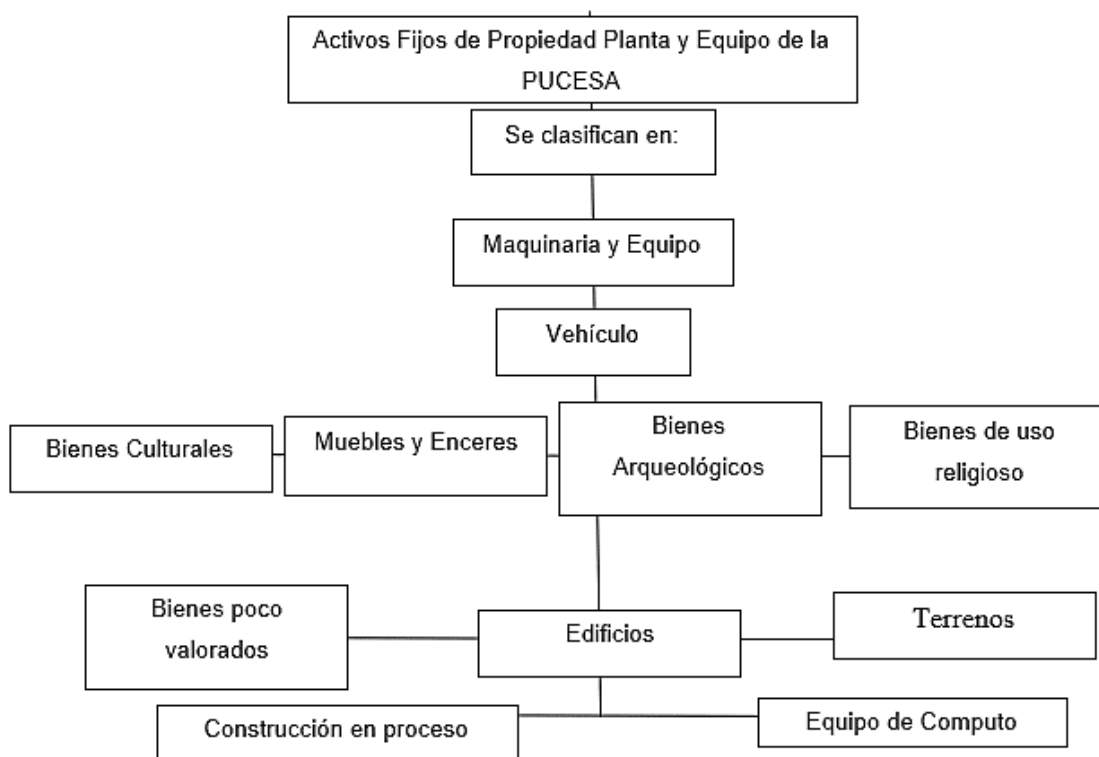 Activos Fijos de Propiedad Planta y Equipo de la
PUCESA
Se clasifican en:
Maquinaria y Equipo
Vehículo
Bienes Culturales
Muebles y Enceres
Bienes
Arqueológicos
Bienes de uso
religioso
Bienes poco
valorados
Edificios
Terrenos
Construcción en proceso
Equipo de Computo